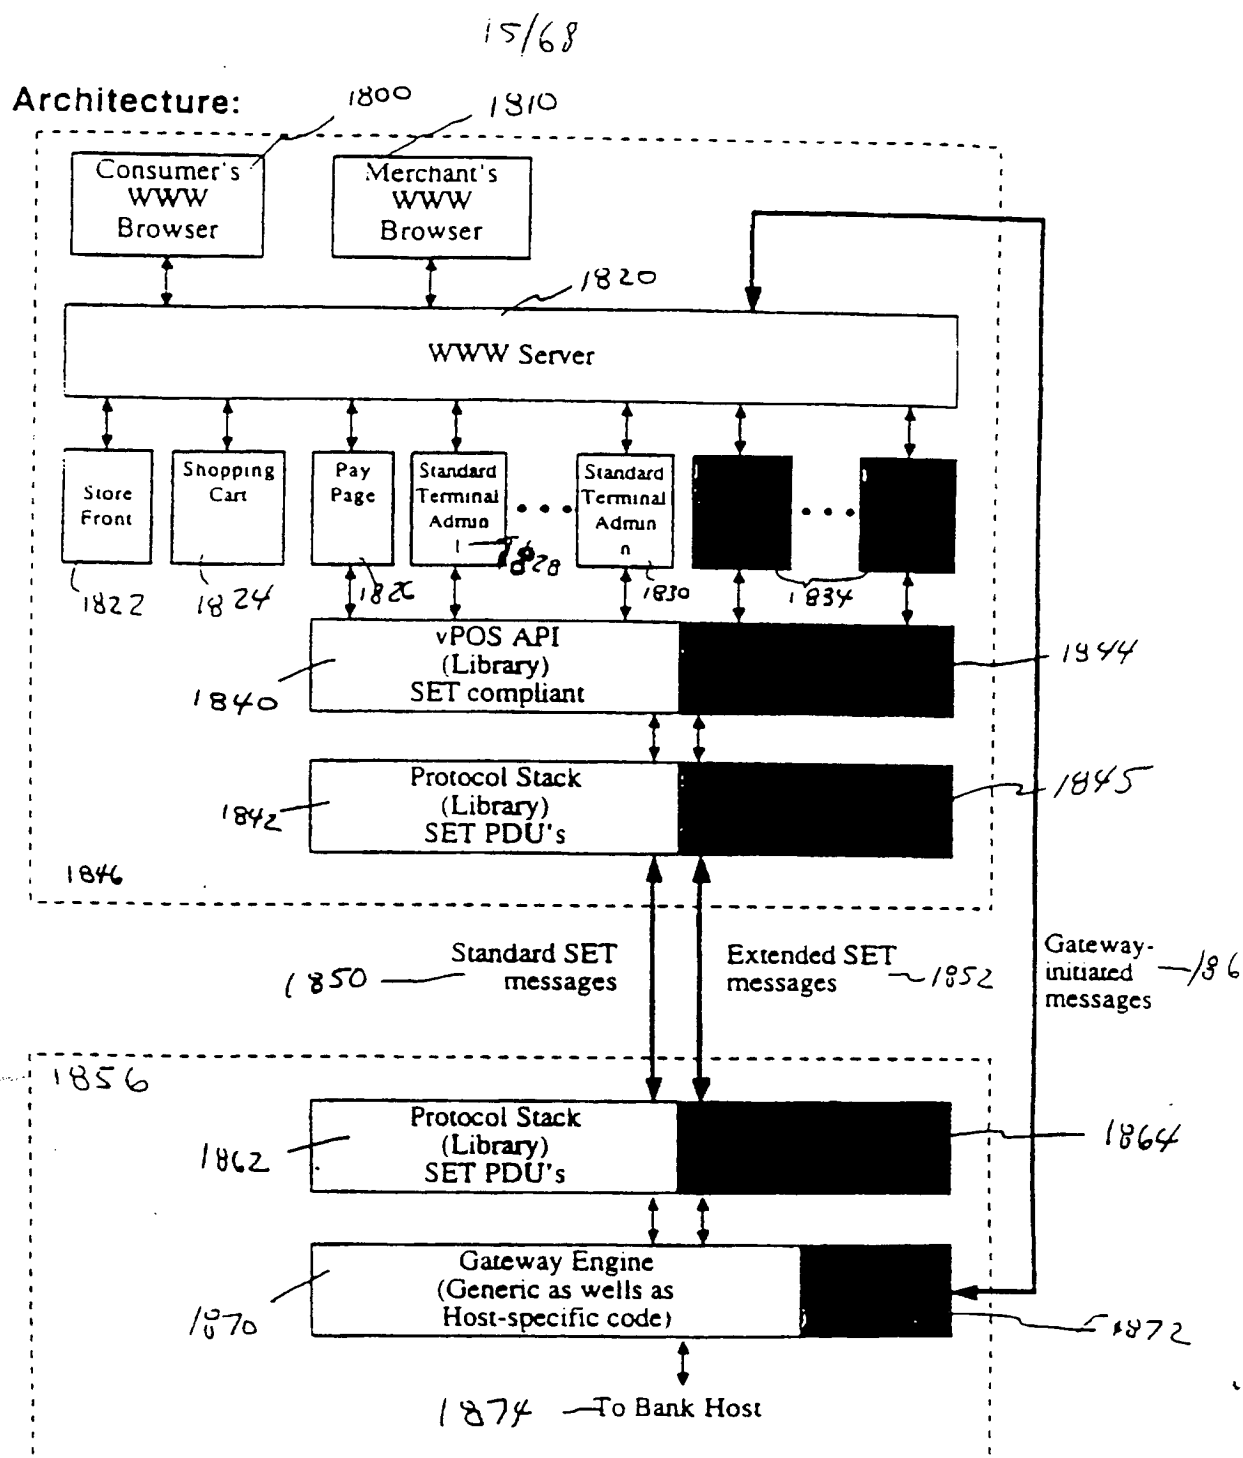 15/68
Architecture:
1800
1810
Consumer's
WWW
Browser
Merchant's
WWW
Browser
1820
WWW Server
Store
Front
Shopping
Cart
Pay
Page
Standard
Terminal
Admin
1
Standard
Terminal
Admin
n
1822
1824
1826
1828
1830
1834
vPOS API
(Library)
SET compliant
1840
1844
Protocol Stack
(Library)
SET PDU's
1842
1845
1846
Standard SET
messages
1850
Extended SET
messages
1852
Gateway-
initiated
messages
186
1856
Protocol Stack
(Library)
SET PDU's
1862
1864
Gateway Engine
(Generic as wells as
Host-specific code)
1870
1872
1874
To Bank Host